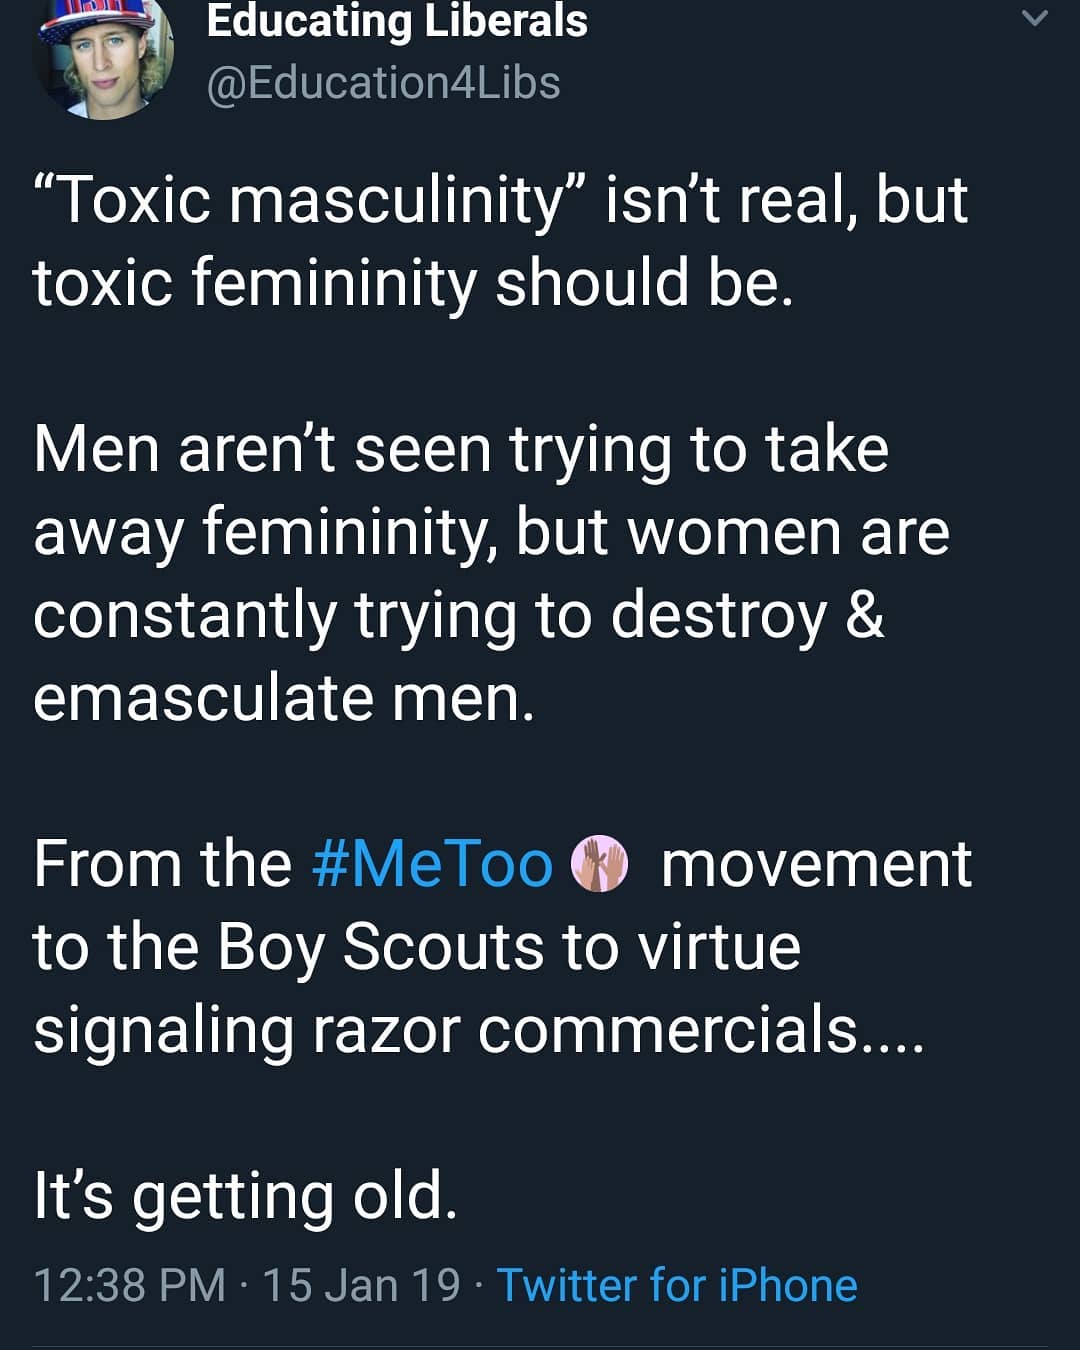 Educating Liberals
@Education4Libs
“Toxic masculinity” isn’t real, but
toxic femininity should be.
Men aren’t seen trying to take
away femininity, but women are
constantly trying to destroy &
emasculate men.
From the #MeToo movement
to the Boy Scouts to virtue
signaling razor commercials....
It’s getting old.
12:38 PM · 15 Jan 19 · Twitter for iPhone